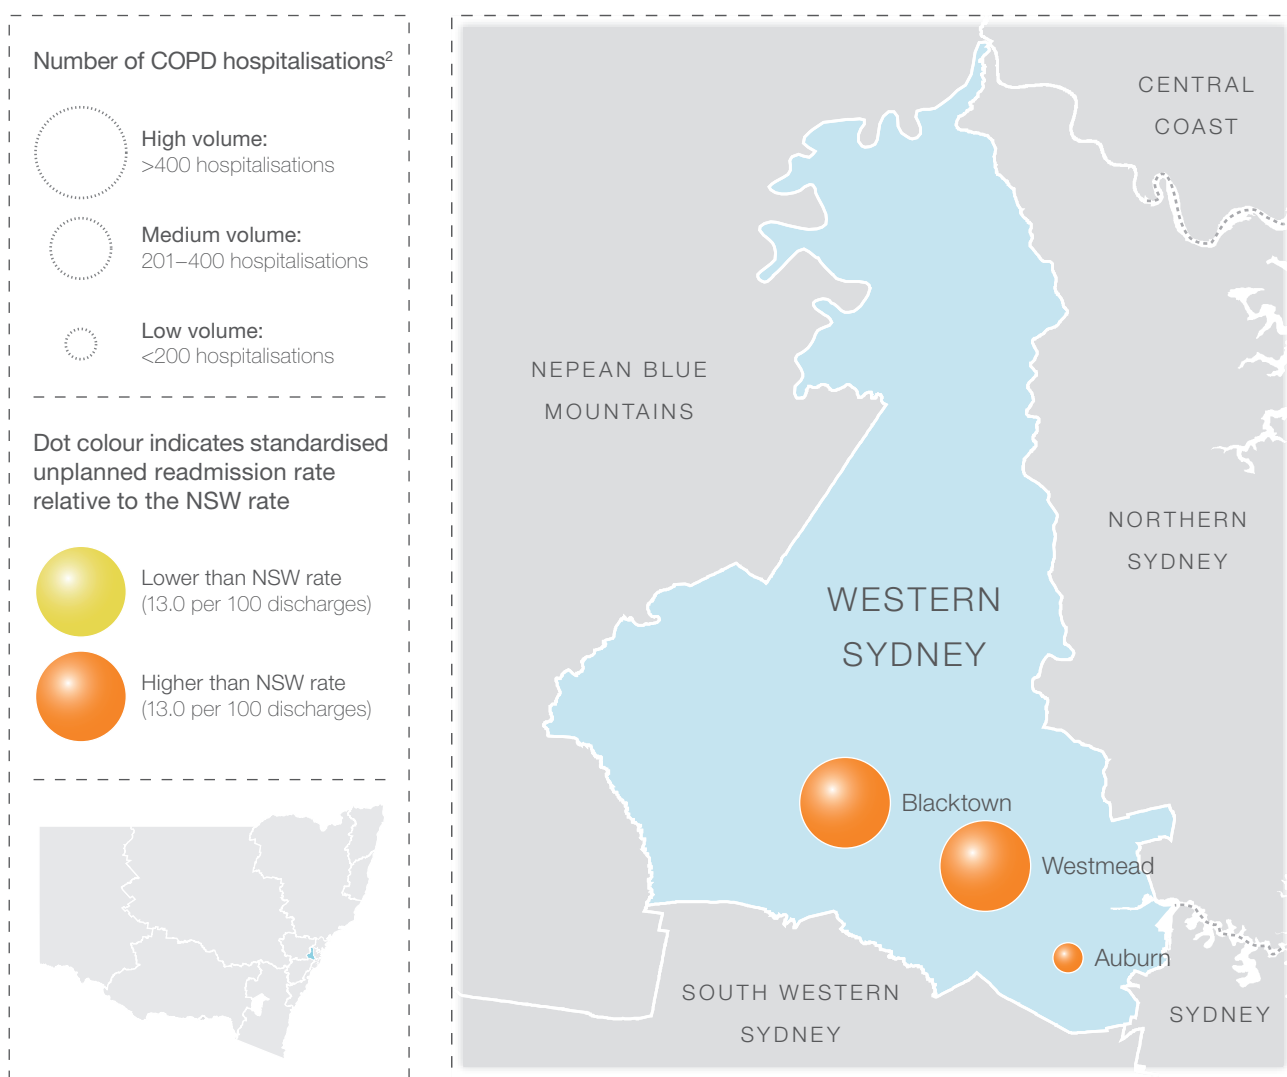 Number of COPD hospitalisations²
High volume:
>400 hospitalisations
Medium volume:
201–400 hospitalisations
Low volume:
<200 hospitalisations
Dot colour indicates standardised
unplanned readmission rate
relative to the NSW rate
Lower than NSW rate
(13.0 per 100 discharges)
Higher than NSW rate
(13.0 per 100 discharges)
CENTRAL
COAST
NEPEAN BLUE
MOUNTAINS
NORTHERN
SYDNEY
WESTERN
SYDNEY
Blacktown
Westmead
Auburn
SOUTH WESTERN
SYDNEY
SYDNEY